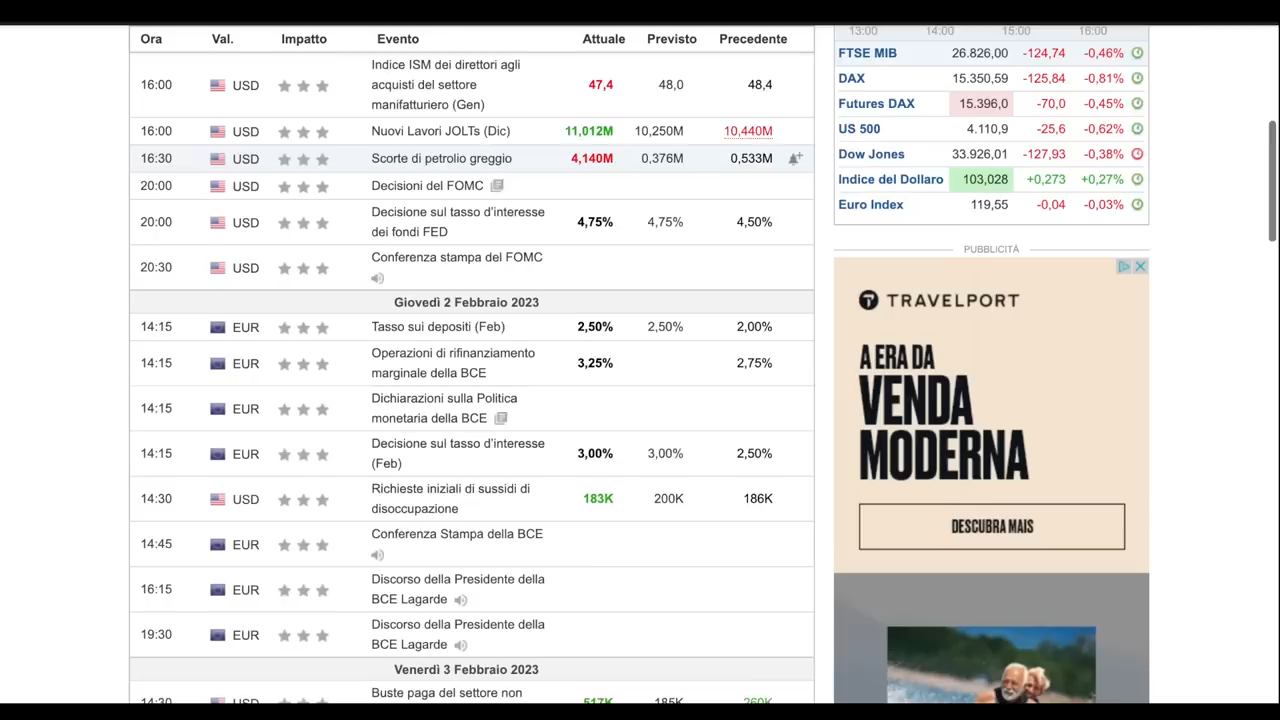 Ora Val. Impatto Evento Attuale Previsto Precedente
Indice ISM dei direttori agli
16:00 USD acquisti del settore 47,4 48,0 48,4
manifatturiero (Gen)
16:00 USD Nuovi Lavori JOLTs (Dic) 11,012M 10,250M 10,440M
16:30 USD Scorte di petrolio greggio 4,140M 0,376M 0,533M
20:00 USD Decisioni del FOMC
20:00 USD Decisione sul tasso d'interesse 4,75% 4,75% 4,50%
dei fondi FED
20:30 USD Conferenza stampa del FOMC
Giovedì 2 Febbraio 2023
14:15 EUR Tasso sui depositi (Feb) 2,50% 2,50% 2,00%
14:15 EUR Operazioni di rifinanziamento 3,25% 2,75%
marginale della BCE
14:15 EUR Dichiarazioni sulla Politica
monetaria della BCE
14:15 EUR Decisione sul tasso d'interesse 3,00% 3,00% 2,50%
(Feb)
14:30 USD Richieste iniziali di sussidi di 183K 200K 186K
disoccupazione
14:45 EUR Conferenza Stampa della BCE
16:15 EUR Discorso della Presidente della
BCE Lagarde
19:30 EUR Discorso della Presidente della
BCE Lagarde
Venerdì 3 Febbraio 2023
14:30 USD Buste paga del settore non 517K 185K 260K
13:00 14:00 15:00 16:00
FTSE MIB 26.826,00 -124,74 -0,46%
DAX 15.350,59 -125,84 -0,81%
Futures DAX 15.396,0 -70,0 -0,45%
US 500 4.110,9 -25,6 -0,62%
Dow Jones 33.926,01 -127,93 -0,38%
Indice del Dollaro 103,028 +0,273 +0,27%
Euro Index 119,55 -0,04 -0,03%
PUBBLICITÀ
TRAVELPORT
A ERA DA
VENDA
MODERNA
DESCUBRA MAIS